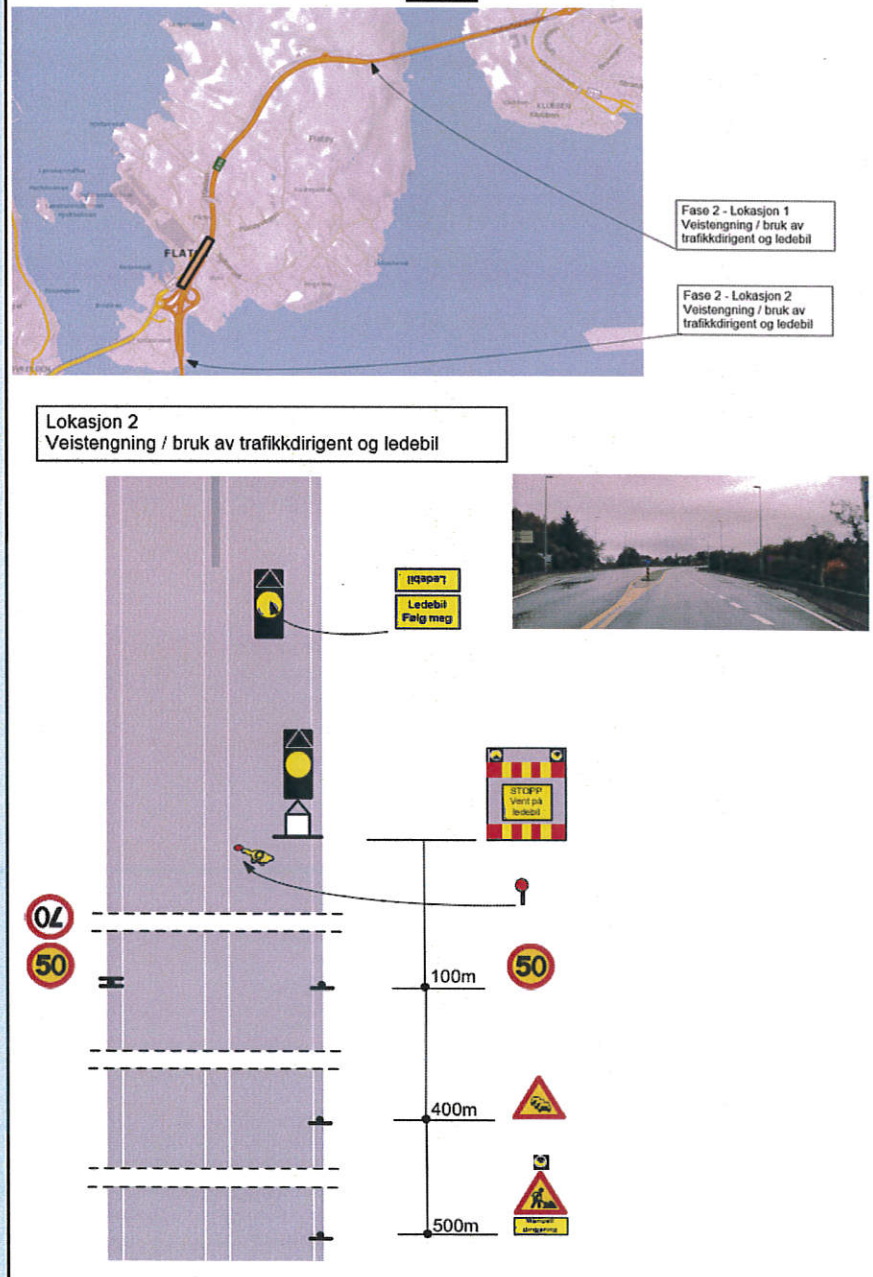 Flatøy
KLUBBEN
FLAT
Fase 2 - Lokasjon 1
Veistengning / bruk av
trafikkdirigent og ledebil
Fase 2 - Lokasjon 2
Veistengning / bruk av
trafikkdirigent og ledebil
Lokasjon 2
Veistengning / bruk av trafikkdirigent og ledebil
Ledebil
Ledebil
Følg meg
STOPP
Vent på
ledebil
70
50
100m
50
400m
500m
Manuell
dirigering